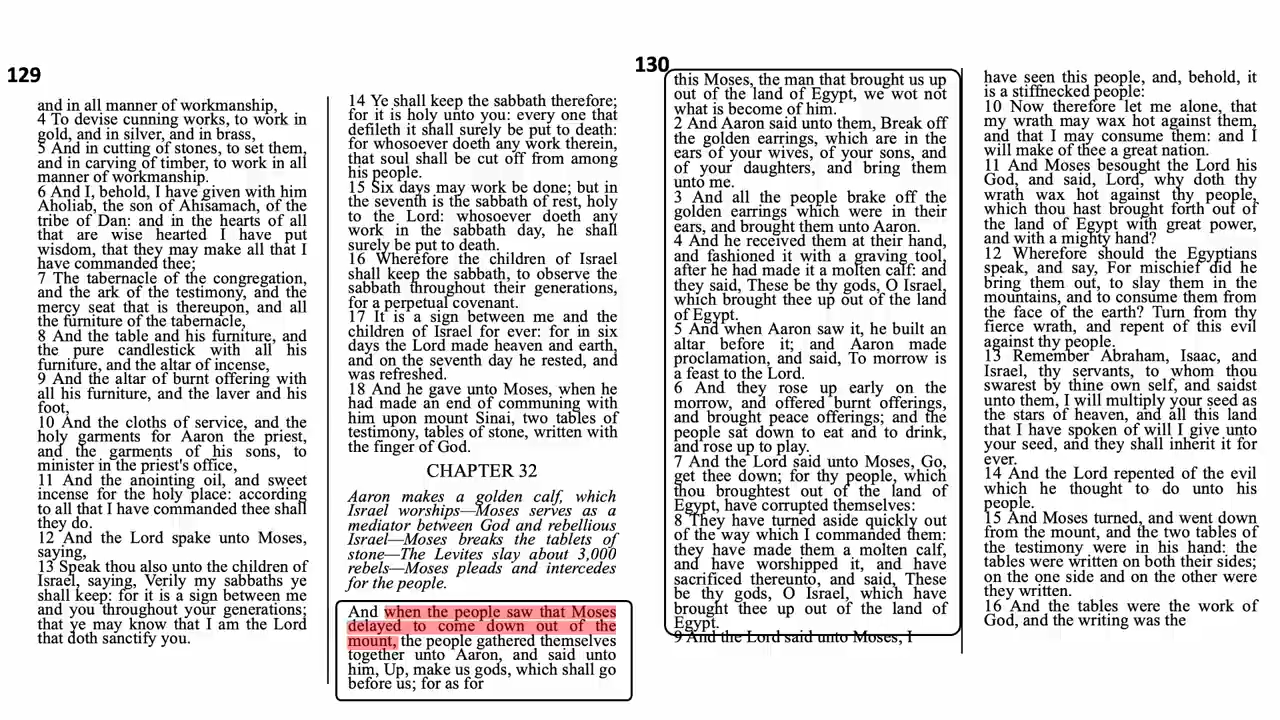 129
and in all manner of workmanship,
4 To devise cunning works, to work in
gold, and in silver, and in brass,
5 And in cutting of stones, to set them,
and in carving of timber, to work in all
manner of workmanship.
6 And I, behold, I have given with him
Aholiab, the son of Ahisamach, of the
tribe of Dan: and in the hearts of all
that are wise hearted I have put
wisdom, that they may make all that I
have commanded thee;
7 The tabernacle of the congregation,
and the ark of the testimony, and the
mercy seat that is thereupon, and all
the furniture of the tabernacle,
8 And the table and his furniture, and
the pure candlestick with all his
furniture, and the altar of incense,
9 And the altar of burnt offering with
all his furniture, and the laver and his
foot,
10 And the cloths of service, and the
holy garments for Aaron the priest,
and the garments of his sons, to
minister in the priest's office,
11 And the anointing oil, and sweet
incense for the holy place: according
to all that I have commanded thee shall
they do.
12 And the Lord spake unto Moses,
saying,
13 Speak thou also unto the children of
Israel, saying, Verily my sabbaths ye
shall keep: for it is a sign between me
and you throughout your generations;
that ye may know that I am the Lord
that doth sanctify you.
14 Ye shall keep the sabbath therefore;
for it is holy unto you: every one that
defileth it shall surely be put to death:
for whosoever doeth any work therein,
that soul shall be cut off from among
his people.
15 Six days may work be done; but in
the seventh is the sabbath of rest, holy
to the Lord: whosoever doeth any
work in the sabbath day, he shall
surely be put to death.
16 Wherefore the children of Israel
shall keep the sabbath, to observe the
sabbath throughout their generations,
for a perpetual covenant.
17 It is a sign between me and the
children of Israel for ever: for in six
days the Lord made heaven and earth,
and on the seventh day he rested, and
was refreshed.
18 And he gave unto Moses, when he
had made an end of communing with
him upon mount Sinai, two tables of
testimony, tables of stone, written with
the finger of God.
CHAPTER 32
Aaron makes a golden calf, which
Israel worships—Moses serves as a
mediator between God and rebellious
Israel—Moses breaks the tablets of
stone—The Levites slay about 3,000
rebels—Moses pleads and intercedes
for the people.
And when the people saw that Moses
delayed to come down out of the
mount, the people gathered themselves
together unto Aaron, and said unto
him, Up, make us gods, which shall go
before us; for as for
130
this Moses, the man that brought us up
out of the land of Egypt, we wot not
what is become of him.
2 And Aaron said unto them, Break off
the golden earrings, which are in the
ears of your wives, of your sons, and
of your daughters, and bring them
unto me.
3 And all the people brake off the
golden earrings which were in their
ears, and brought them unto Aaron.
4 And he received them at their hand,
and fashioned it with a graving tool,
after he had made it a molten calf: and
they said, These be thy gods, O Israel,
which brought thee up out of the land
of Egypt.
5 And when Aaron saw it, he built an
altar before it; and Aaron made
proclamation, and said, To morrow is
a feast to the Lord.
6 And they rose up early on the
morrow, and offered burnt offerings,
and brought peace offerings; and the
people sat down to eat and to drink,
and rose up to play.
7 And the Lord said unto Moses, Go,
get thee down; for thy people, which
thou broughtest out of the land of
Egypt, have corrupted themselves:
8 They have turned aside quickly out
of the way which I commanded them:
they have made them a molten calf,
and have worshipped it, and have
sacrificed thereunto, and said, These
be thy gods, O Israel, which have
brought thee up out of the land of
Egypt.
9 And the Lord said unto Moses, I
have seen this people, and, behold, it
is a stiffnecked people:
10 Now therefore let me alone, that
my wrath may wax hot against them,
and that I may consume them: and I
will make of thee a great nation.
11 And Moses besought the Lord his
God, and said, Lord, why doth thy
wrath wax hot against thy people,
which thou hast brought forth out of
the land of Egypt with great power,
and with a mighty hand?
12 Wherefore should the Egyptians
speak, and say, For mischief did he
bring them out, to slay them in the
mountains, and to consume them from
the face of the earth? Turn from thy
fierce wrath, and repent of this evil
against thy people.
13 Remember Abraham, Isaac, and
Israel, thy servants, to whom thou
swarest by thine own self, and saidst
unto them, I will multiply your seed as
the stars of heaven, and all this land
that I have spoken of will I give unto
your seed, and they shall inherit it for
ever.
14 And the Lord repented of the evil
which he thought to do unto his
people.
15 And Moses turned, and went down
from the mount, and the two tables of
the testimony were in his hand: the
tables were written on both their sides;
on the one side and on the other were
they written.
16 And the tables were the work of
God, and the writing was the